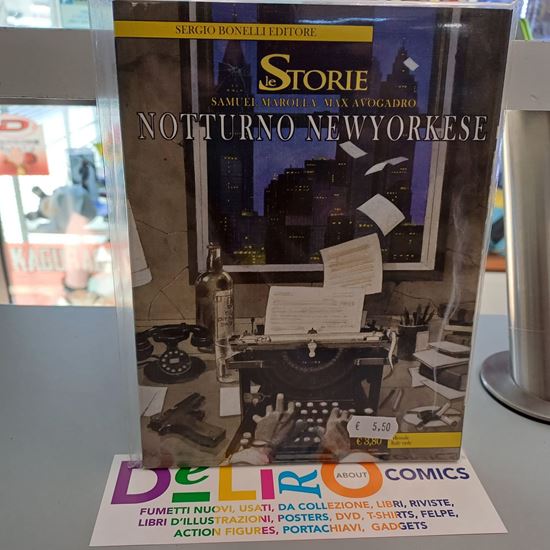 SERGIO BONELLI EDITORE
le STORIE
SAMUEL MAROLLA MAX AVOGADRO
NOTTURNO NEWYORKESE
€ 5,50
€ 3,80
DeLiRO ABOUT COMICS
FUMETTI NUOVI, USATI, DA COLLEZIONE, LIBRI, RIVISTE,
LIBRI D'ILLUSTRAZIONI, POSTERS, DVD, T-SHIRTS, FELPE,
ACTION FIGURES, PORTACHIAVI, GADGETS